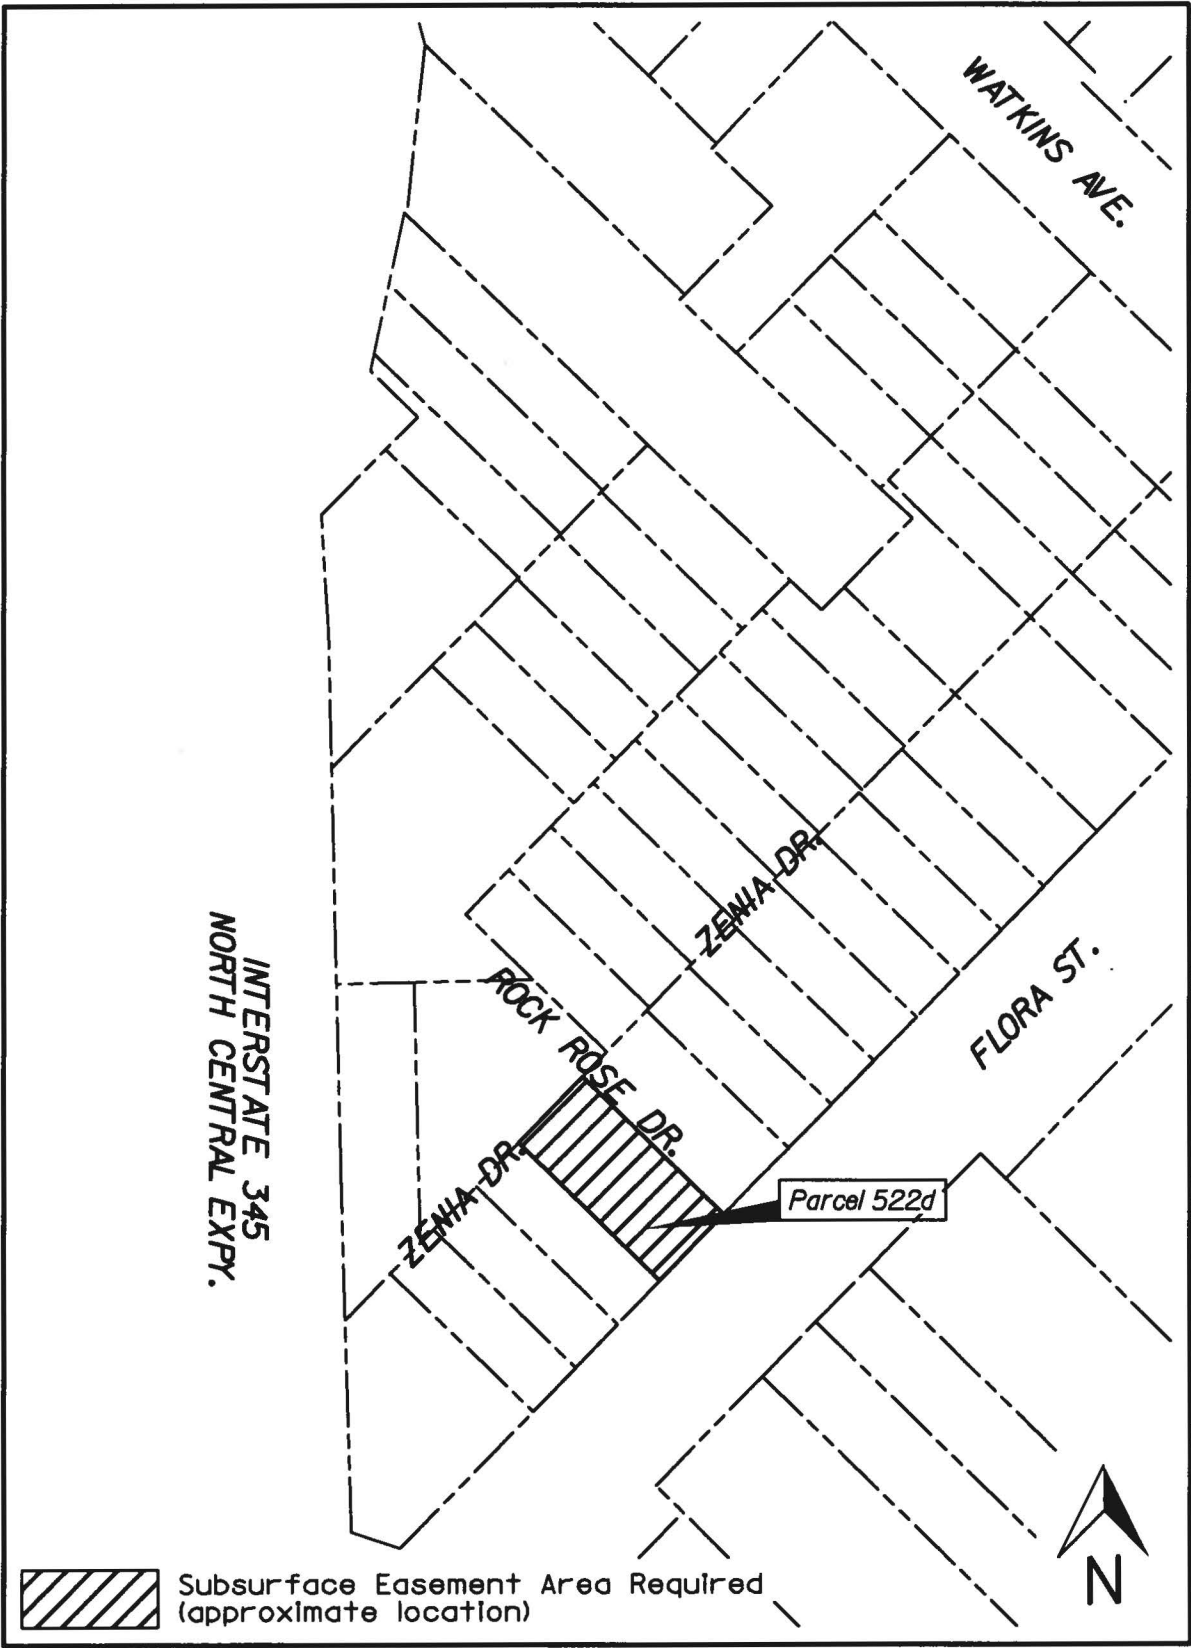 WATKINS AVE.
ZENIA DR.
FLORA ST.
INTERSTATE 345
NORTH CENTRAL EXPY.
ROCK ROSE DR.
ZENIA DR.
Parcel 522d
N
Subsurface Easement Area Required
(approximate location)